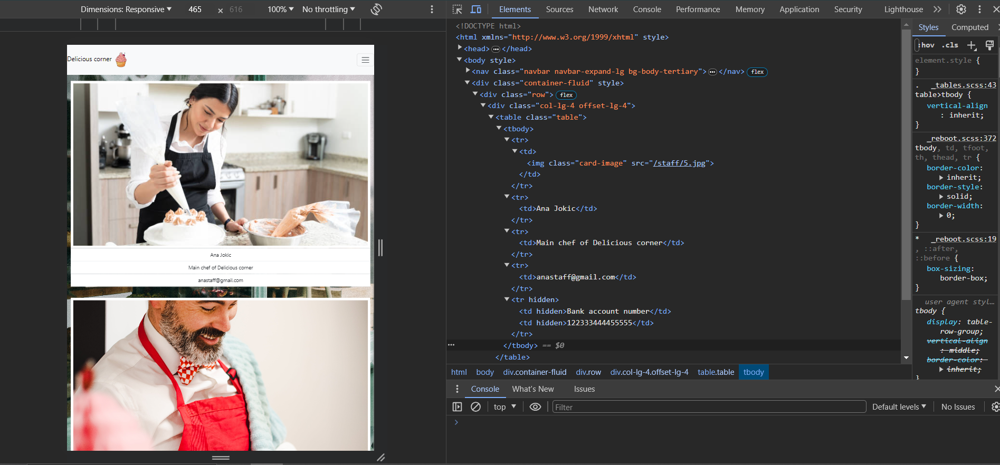 Dimensions: Responsive ▼ 465 × 616 100% ▼ No throttling ▼
Delicious corner
Ana Jokic
Main chef of Delicious corner
anastaff@gmail.com
Elements Sources Network Console Performance Memory Application Security Lighthouse
<!DOCTYPE html>
<html xmlns="http://www.w3.org/1999/xhtml" style>
<head> ••• </head>
<body style>
<nav class="navbar navbar-expand-lg bg-body-tertiary"> ••• </nav> flex
<div class="container-fluid" style>
<div class="row"> flex
<div class="col-lg-4 offset-lg-4">
<table class="table">
<tbody>
<tr>
<td>
<img class="card-image" src="/staff/5.jpg">
</td>
</tr>
<tr>
<td>Ana Jokic</td>
</tr>
<tr>
<td>Main chef of Delicious corner</td>
</tr>
<tr>
<td>anastaff@gmail.com</td>
</tr>
<tr hidden>
<td hidden>Bank account number</td>
<td hidden>122333444455555</td>
</tr>
</tbody> == $0
</table>
html body div.container-fluid div.row div.col-lg-4.offset-lg-4 table.table tbody
Styles Computed
:hov .cls
element.style {
}
. _tables.scss:43
table>tbody {
vertical-align
: inherit;
}
_reboot.scss:372
tbody, td, tfoot,
th, thead, tr {
border-color:
inherit;
border-style:
solid;
border-width:
0;
}
* _reboot.scss:19
, ::after,
::before {
box-sizing:
border-box;
}
user agent styl…
tbody {
display: table-
row-group;
vertical-align
: middle;
border-color:
inherit;
}
Console What's New Issues
top ▼ Filter Default levels ▼ No Issues